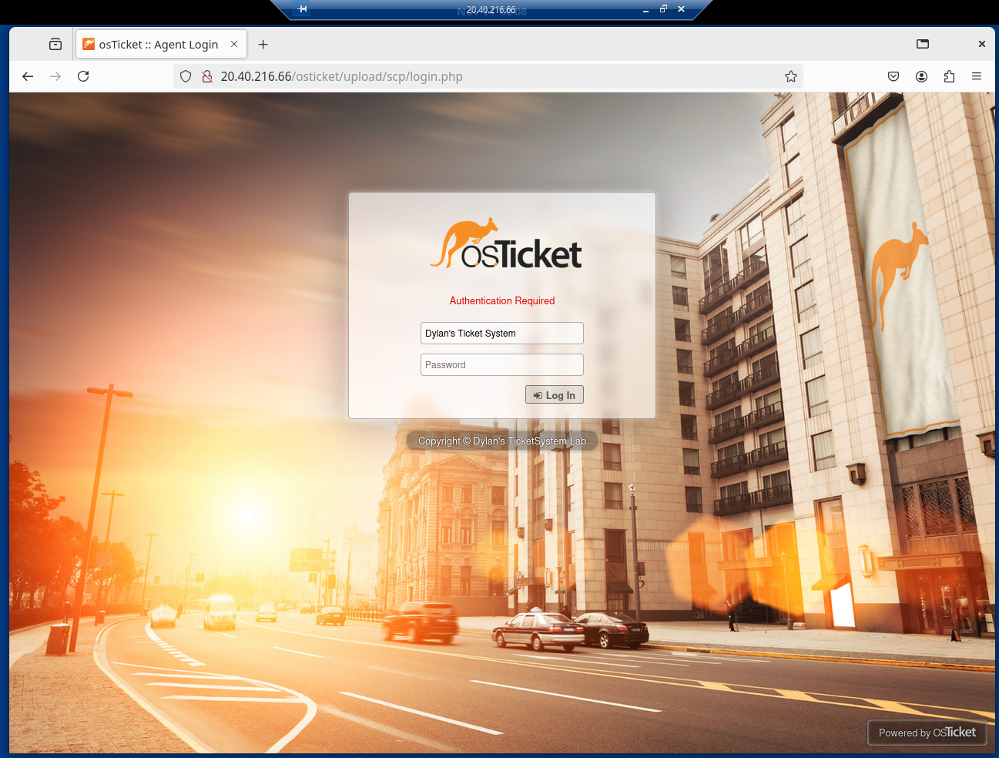 20.40.216.66
osTicket :: Agent Login
20.40.216.66/osticket/upload/scp/login.php
osTicket
Authentication Required
Dylan's Ticket System
Password
Log In
Copyright © Dylan's TicketSystem Lab
Powered by osTicket